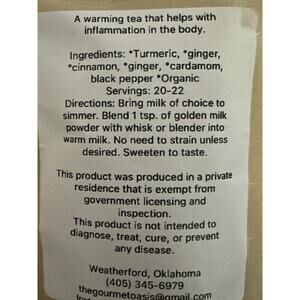 A warming tea that helps with
inflammation in the body.
Ingredients: *Turmeric, *ginger,
*cinnamon, *ginger, *cardamom,
black pepper *Organic
Servings: 20-22
Directions: Bring milk of choice to
simmer. Blend 1 tsp. of golden milk
powder with whisk or blender into
warm milk. No need to strain unless
desired. Sweeten to taste.
This product was produced in a private
residence that is exempt from
government licensing and
inspection.
This product is not intended to
diagnose, treat, cure, or prevent
any disease.
Weatherford, Oklahoma
(405) 345-6979
thegourmetoasis@gmail.com